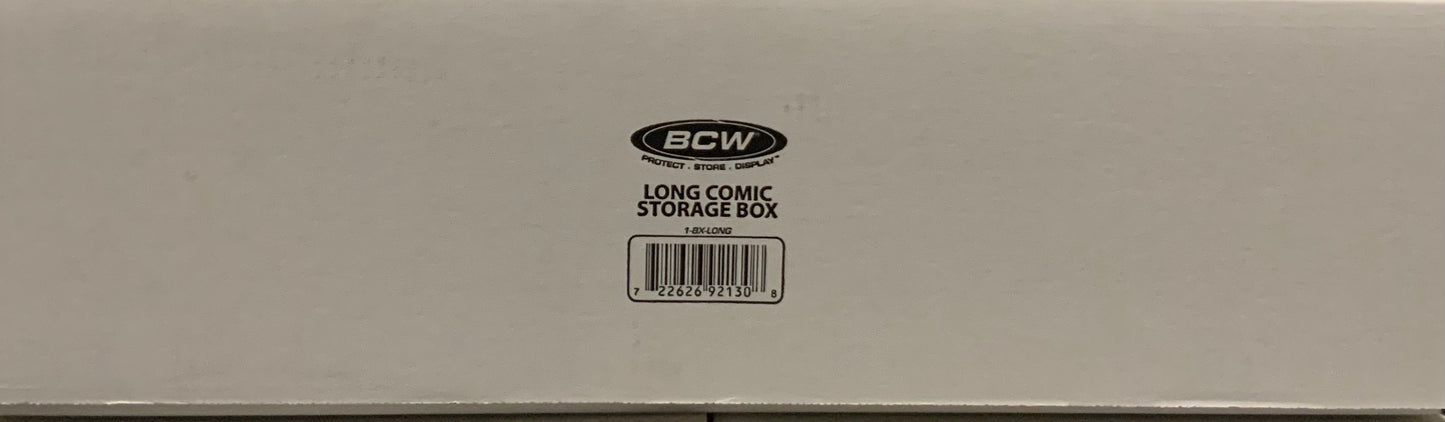 BCW
PROTECT . STORE . DISPLAY™
LONG COMIC
STORAGE BOX
1-BX-LONG
7 22626 92130 8